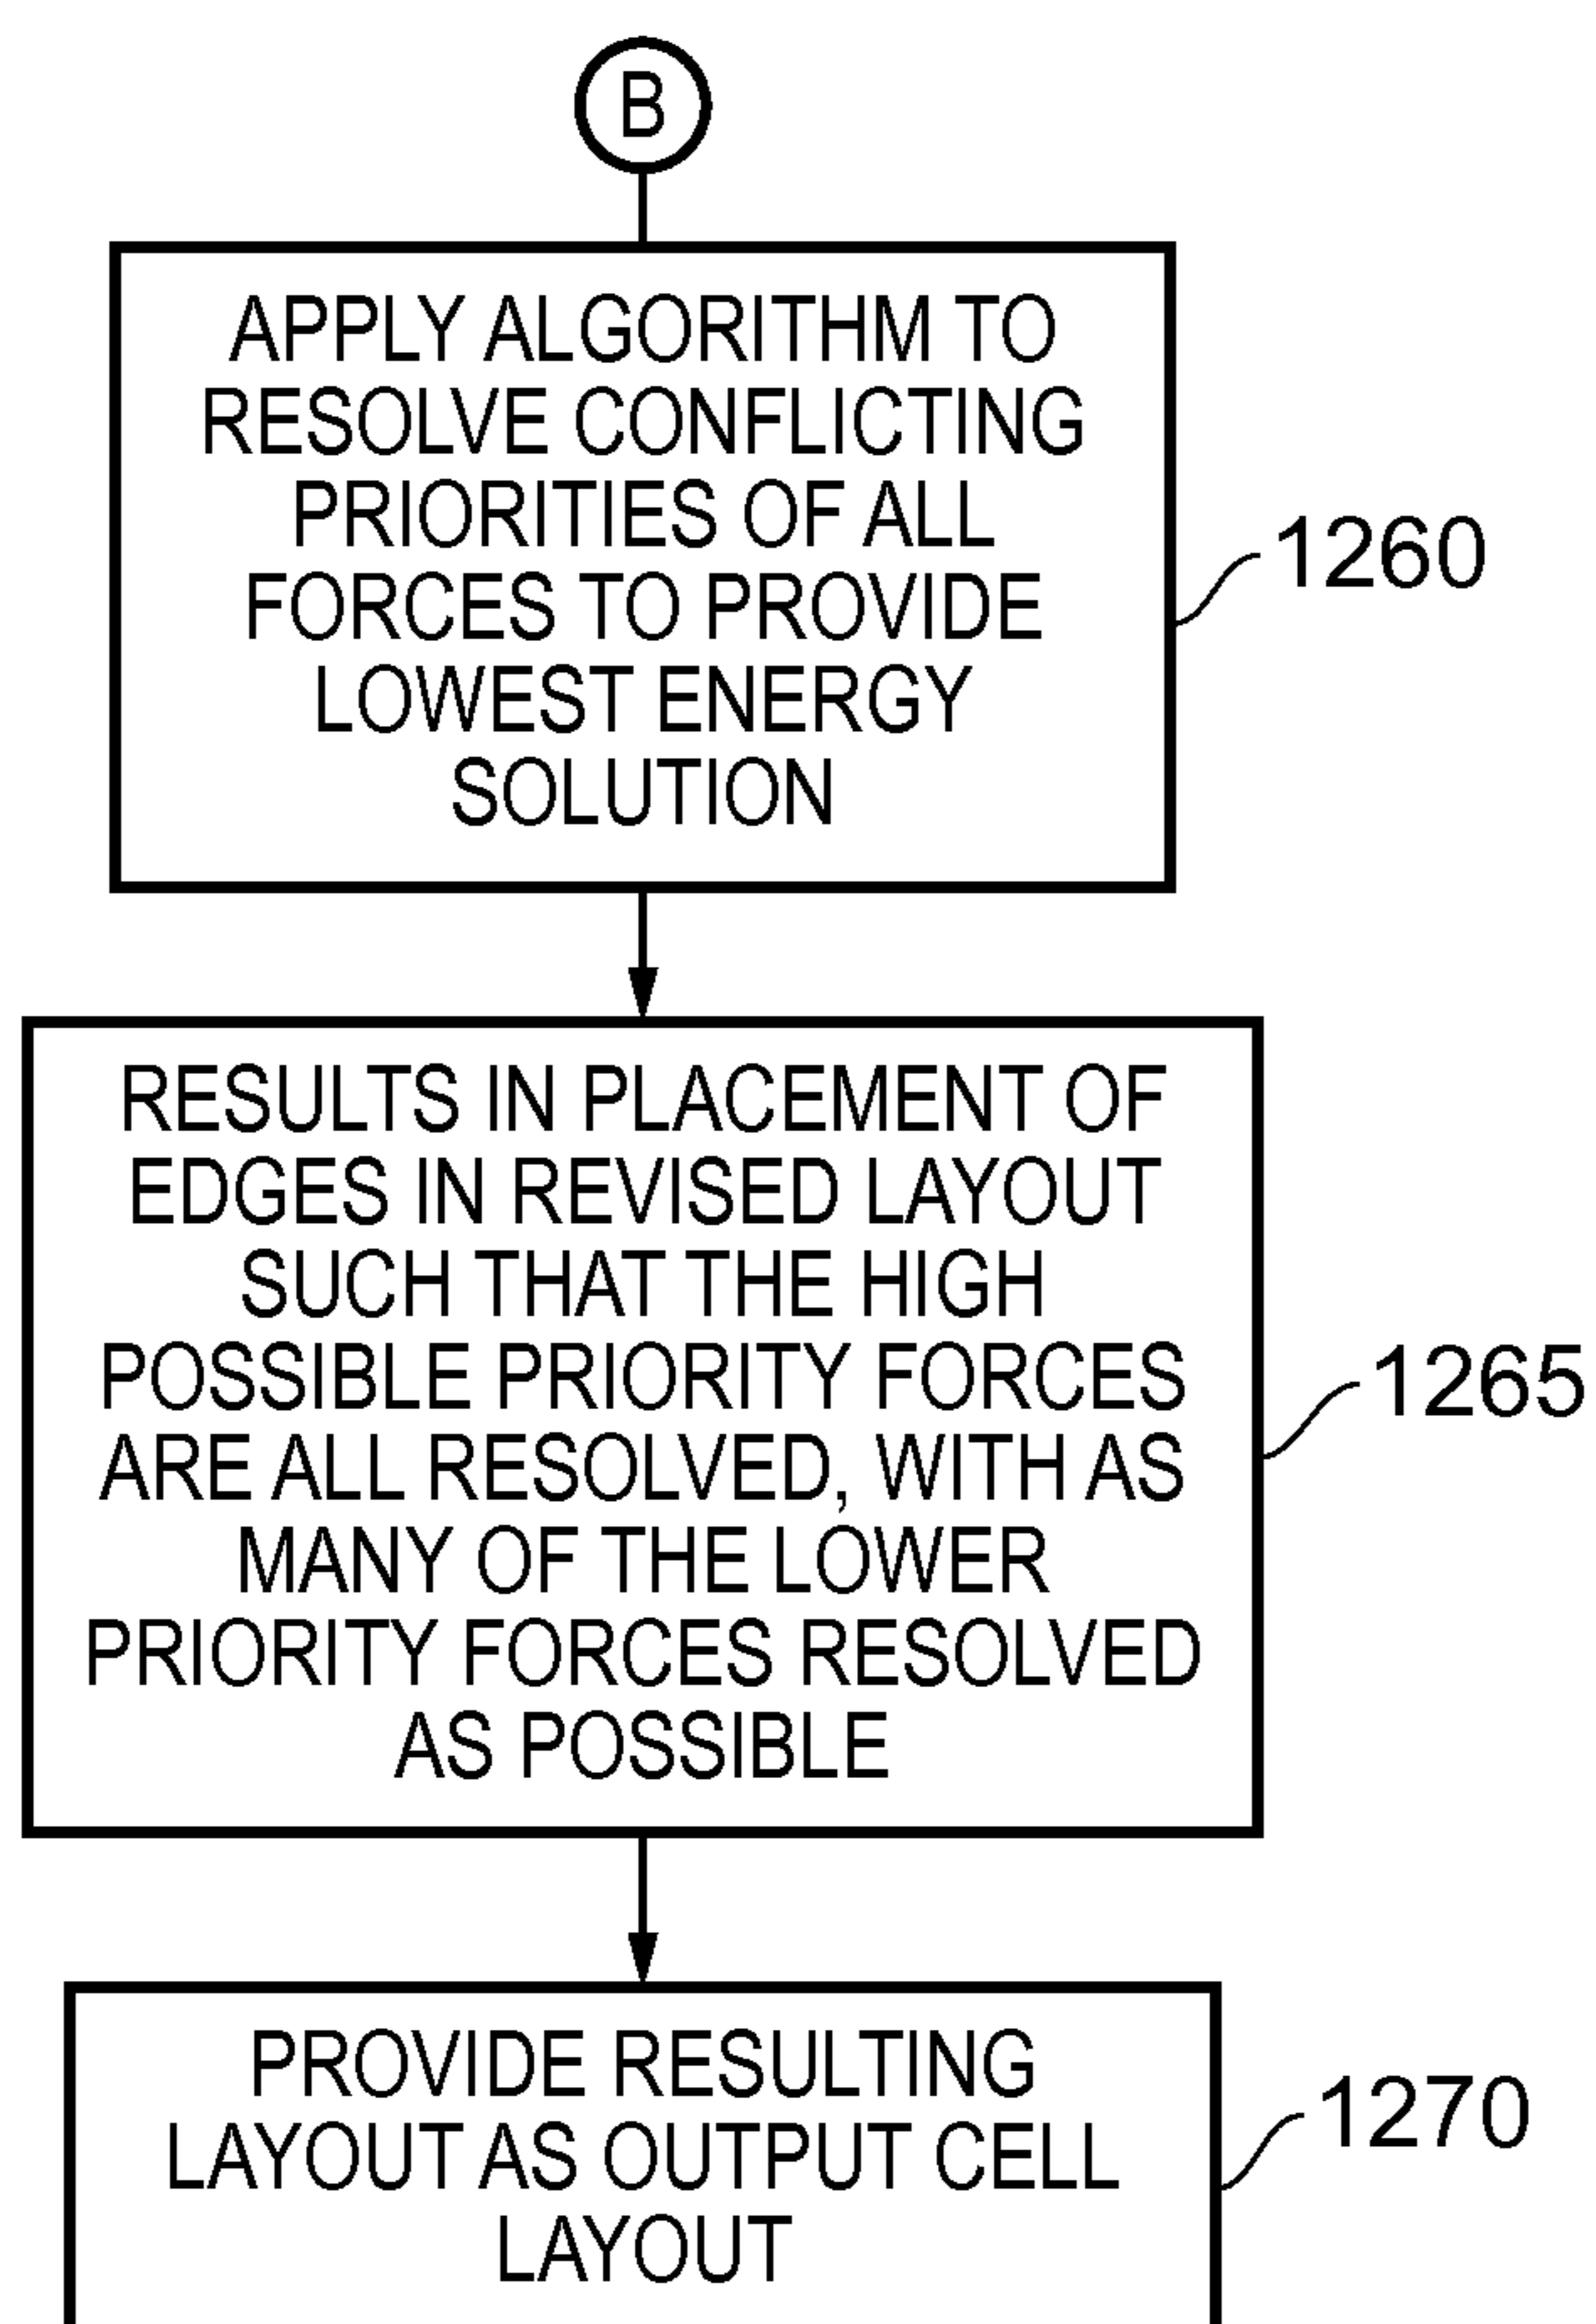 B
APPLY ALGORITHM TO
RESOLVE CONFLICTING
PRIORITIES OF ALL
FORCES TO PROVIDE
LOWEST ENERGY
SOLUTION
1260
RESULTS IN PLACEMENT OF
EDGES IN REVISED LAYOUT
SUCH THAT THE HIGH
POSSIBLE PRIORITY FORCES
ARE ALL RESOLVED, WITH AS
MANY OF THE LOWER
PRIORITY FORCES RESOLVED
AS POSSIBLE
1265
PROVIDE RESULTING
LAYOUT AS OUTPUT CELL
LAYOUT
1270